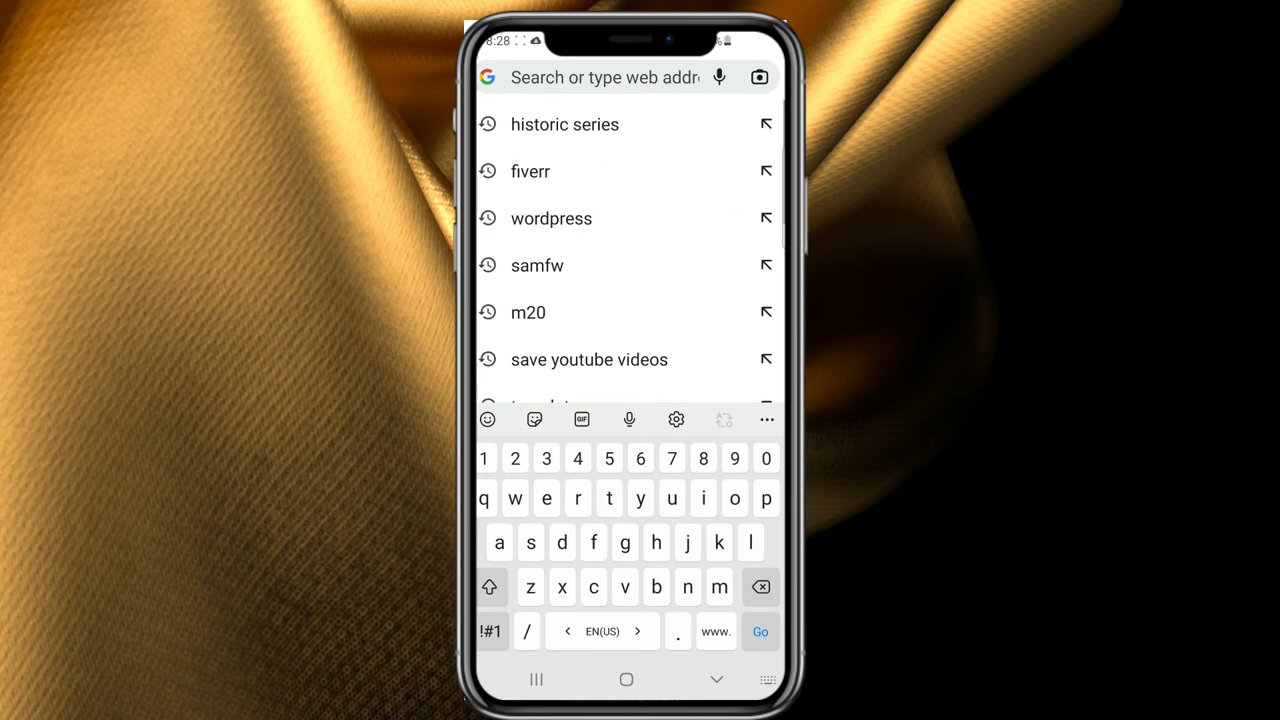 8:28 %
Search or type web addr
historic series
fiverr
wordpress
samfw
m20
save youtube videos
GIF
1 2 3 4 5 6 7 8 9 0
q w e r t y u i o p
a s d f g h j k l
z x c v b n m
!#1 / < EN(US) > . www. Go